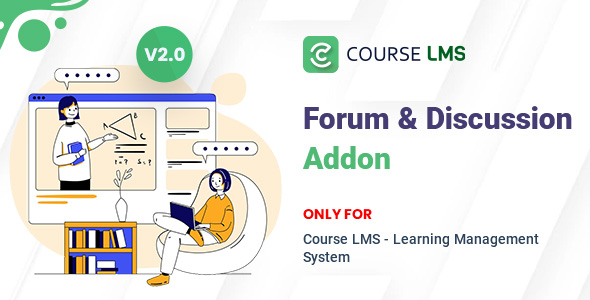 V2.0
COURSE LMS
Forum & Discussion
Addon
ONLY FOR
Course LMS - Learning Management
System
A
B
C